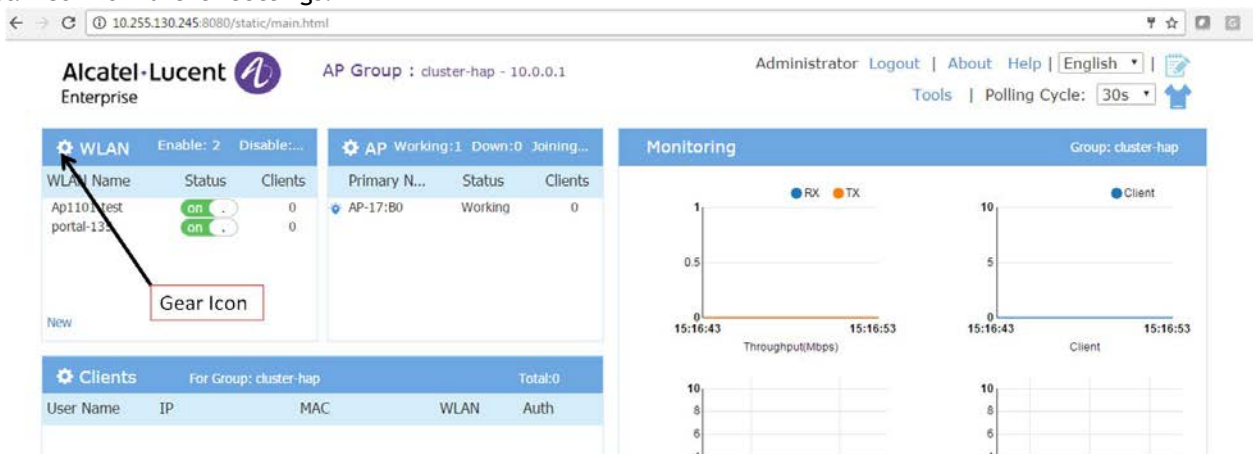 10.255.130.245:8080/static/main.html
Alcatel·Lucent
Enterprise
AP Group : cluster-hap - 10.0.0.1
Administrator Logout | About Help | English |
Tools | Polling Cycle: 30s
WLAN Enable: 2 Disable:...
WLAN Name Status Clients
Ap1101-test on 0
portal-135 on 0
New
Gear Icon
AP Working:1 Down:0 Joining...
Primary N... Status Clients
AP-17:B0 Working 0
Monitoring Group: cluster-hap
RX TX
1
0.5
0
15:16:43 15:16:53
Throughput(Mbps)
Client
10
5
0
15:16:43 15:16:53
Client
Clients For Group: cluster-hap Total:0
User Name IP MAC WLAN Auth
10
8
6
10
8
6